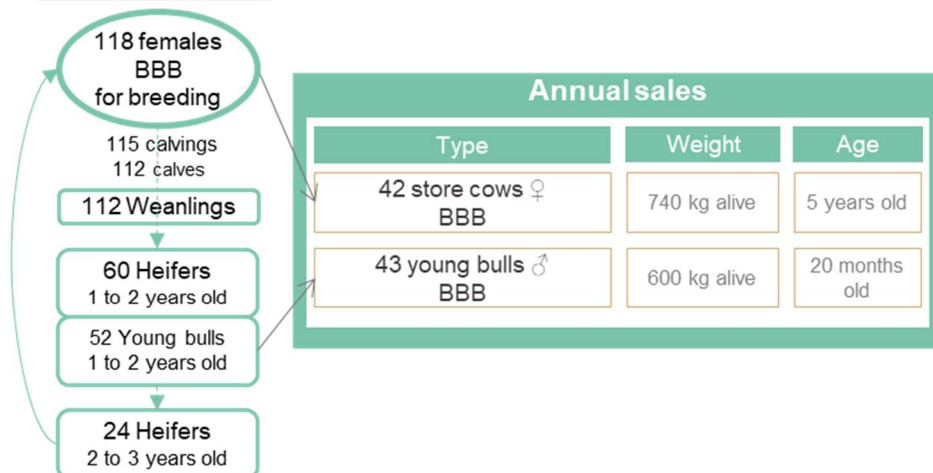 118 females
BBB
for breeding
115 calvings
112 calves
112 Weanlings
60 Heifers
1 to 2 years old
52 Young bulls
1 to 2 years old
24 Heifers
2 to 3 years old
Annual sales
Type
Weight
Age
42 store cows ♀
BBB
740 kg alive
5 years old
43 young bulls ♂
BBB
600 kg alive
20 months
old